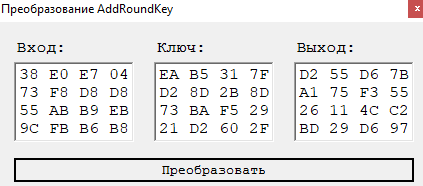 Преобразование AddRoundKey x
Вход: Ключ: Выход:
38 E0 E7 04 EA B5 31 7F D2 55 D6 7B
73 F8 D8 D8 D2 8D 2B 8D A1 75 F3 55
55 AB B9 EB 73 BA F5 29 26 11 4C C2
9C FB B6 B8 21 D2 60 2F BD 29 D6 97
Преобразовать